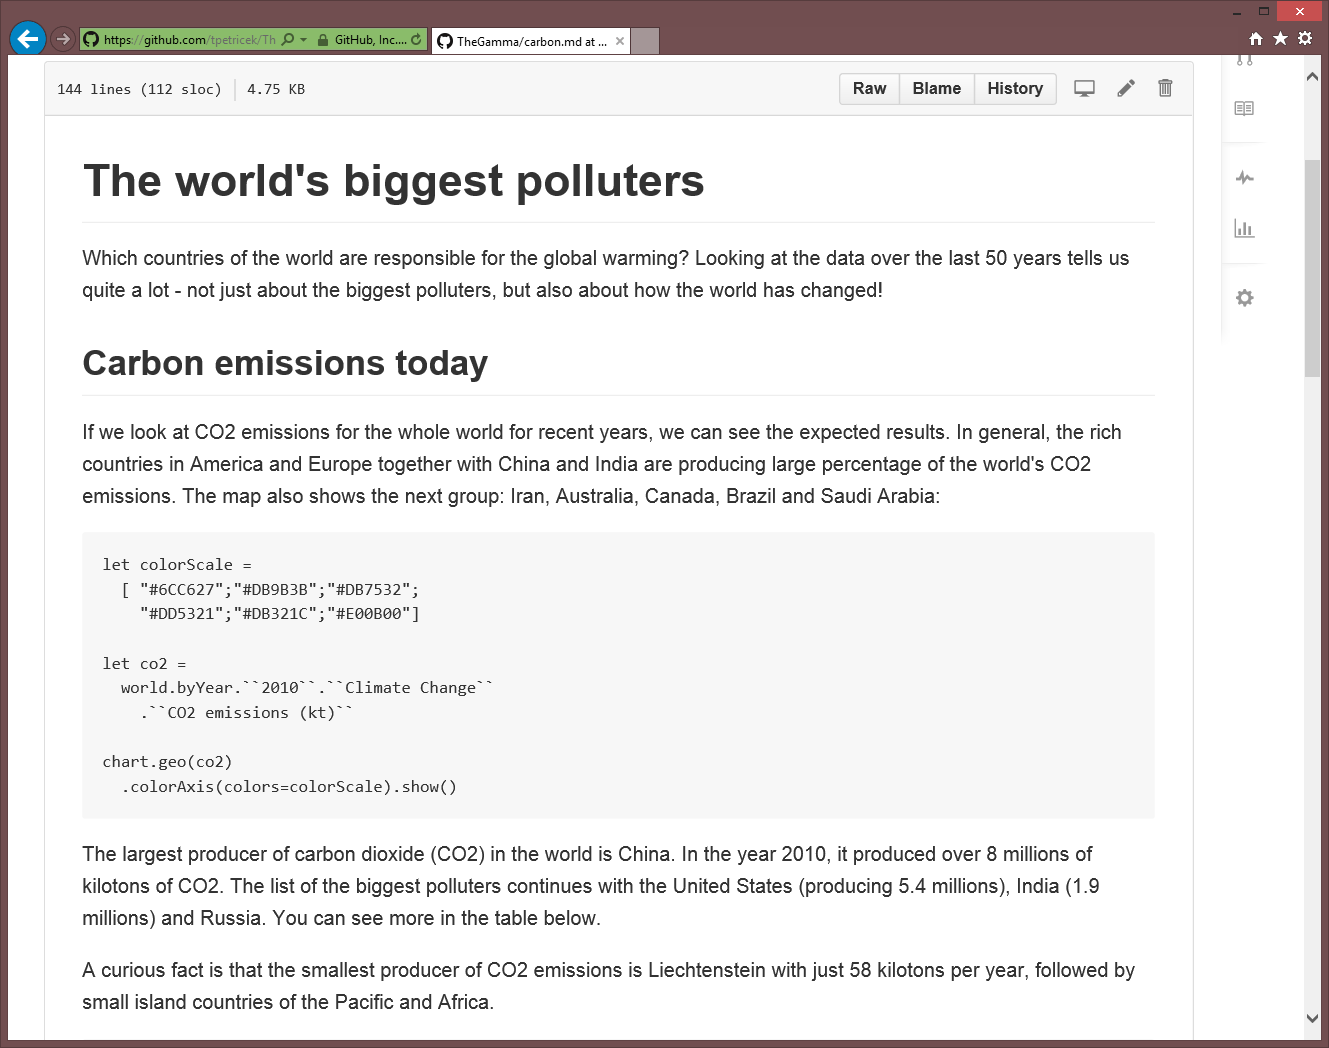 https://github.com/tpetricek/Th
GitHub, Inc....
TheGamma/carbon.md at ...
144 lines (112 sloc) 4.75 KB
Raw Blame History
The world's biggest polluters
Which countries of the world are responsible for the global warming? Looking at the data over the last 50 years tells us
quite a lot - not just about the biggest polluters, but also about how the world has changed!
Carbon emissions today
If we look at CO2 emissions for the whole world for recent years, we can see the expected results. In general, the rich
countries in America and Europe together with China and India are producing large percentage of the world's CO2
emissions. The map also shows the next group: Iran, Australia, Canada, Brazil and Saudi Arabia:
let colorScale =
  [ "#6CC627";"#DB9B3B";"#DB7532";
    "#DD5321";"#DB321C";"#E00B00"]
let co2 =
  world.byYear.``2010``.``Climate Change``
    .``CO2 emissions (kt)``
chart.geo(co2)
  .colorAxis(colors=colorScale).show()
The largest producer of carbon dioxide (CO2) in the world is China. In the year 2010, it produced over 8 millions of
kilotons of CO2. The list of the biggest polluters continues with the United States (producing 5.4 millions), India (1.9
millions) and Russia. You can see more in the table below.
A curious fact is that the smallest producer of CO2 emissions is Liechtenstein with just 58 kilotons per year, followed by
small island countries of the Pacific and Africa.